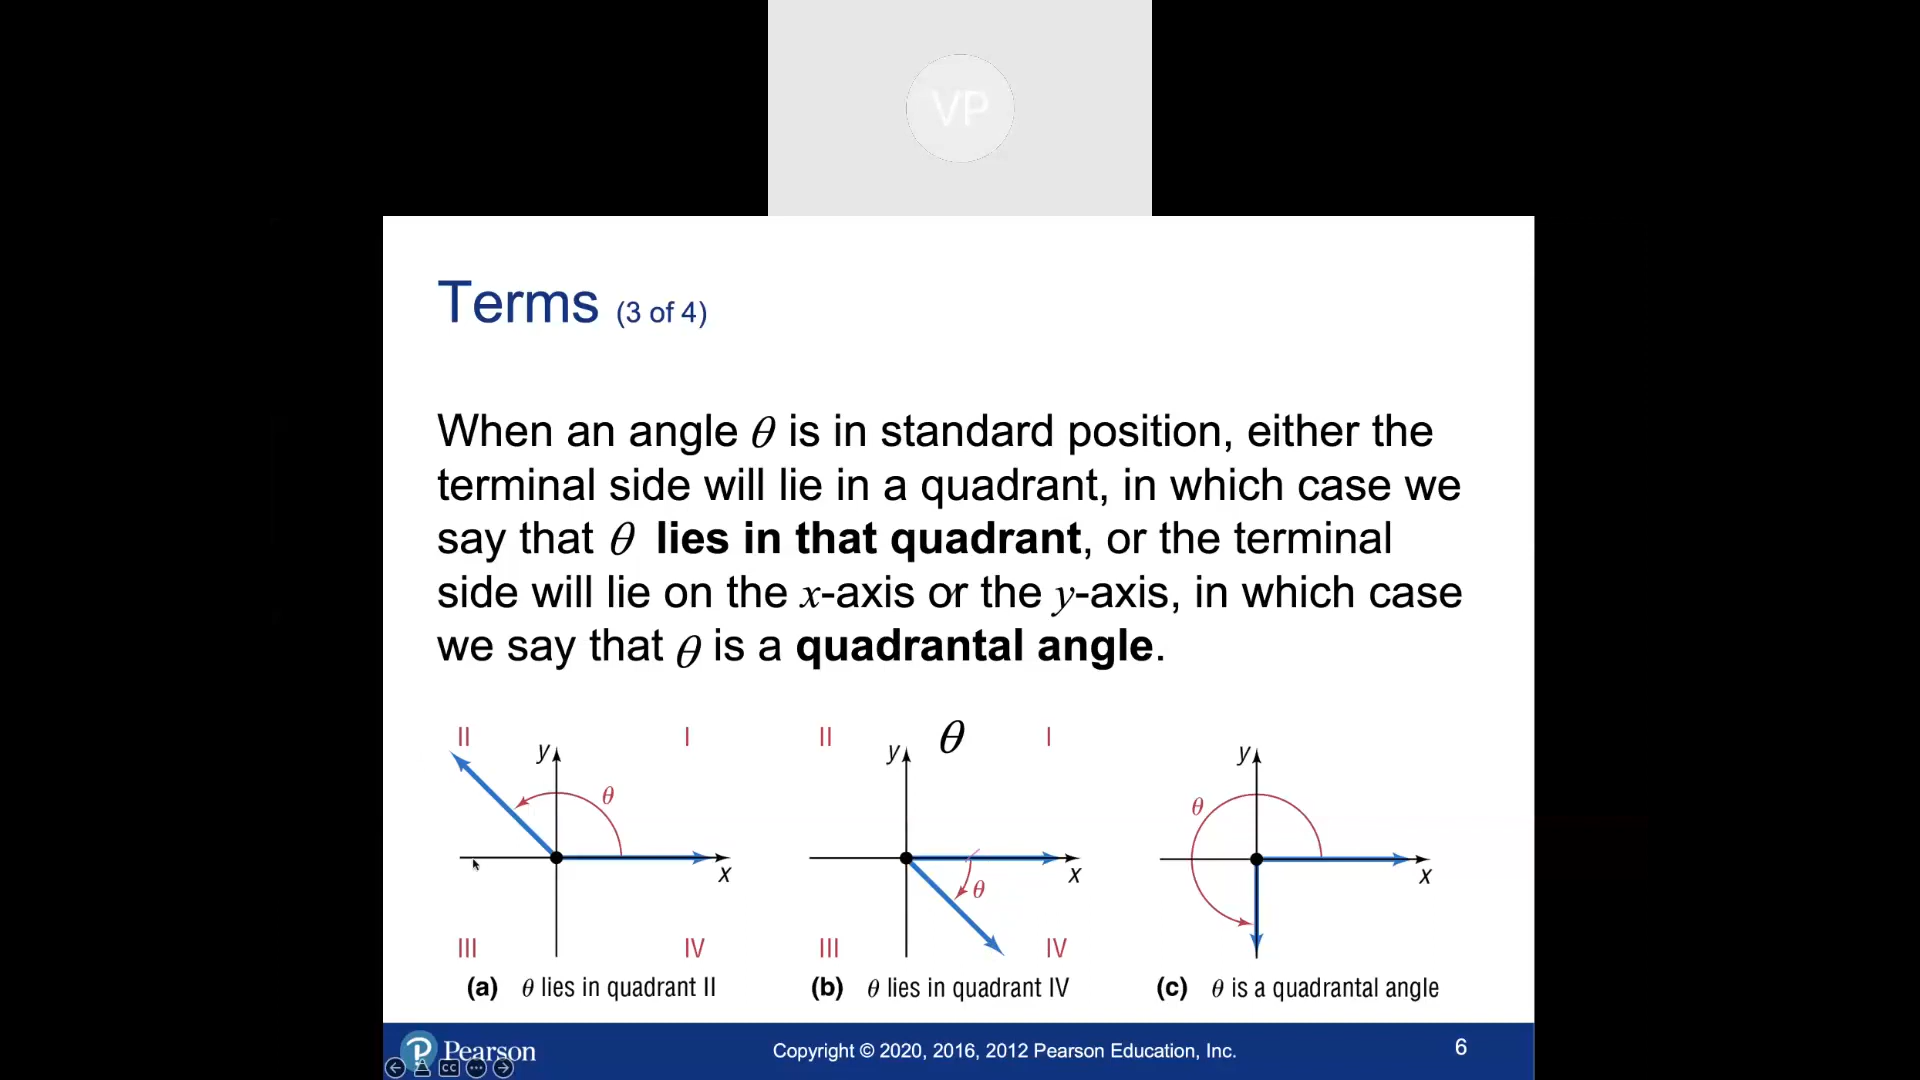 VP
Terms (3 of 4)
When an angle θ is in standard position, either the
terminal side will lie in a quadrant, in which case we
say that θ lies in that quadrant, or the terminal
side will lie on the x-axis or the y-axis, in which case
we say that θ is a quadrantal angle.
II y I
θ
x
III IV
(a) θ lies in quadrant II
II y θ I
x
θ
III IV
(b) θ lies in quadrant IV
y
θ
x
(c) θ is a quadrantal angle
P Pearson
CC
Copyright © 2020, 2016, 2012 Pearson Education, Inc.
6